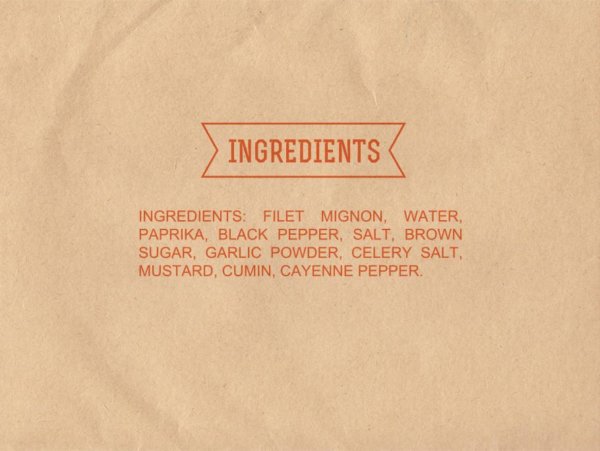 INGREDIENTS
INGREDIENTS: FILET MIGNON, WATER,
PAPRIKA, BLACK PEPPER, SALT, BROWN
SUGAR, GARLIC POWDER, CELERY SALT,
MUSTARD, CUMIN, CAYENNE PEPPER.